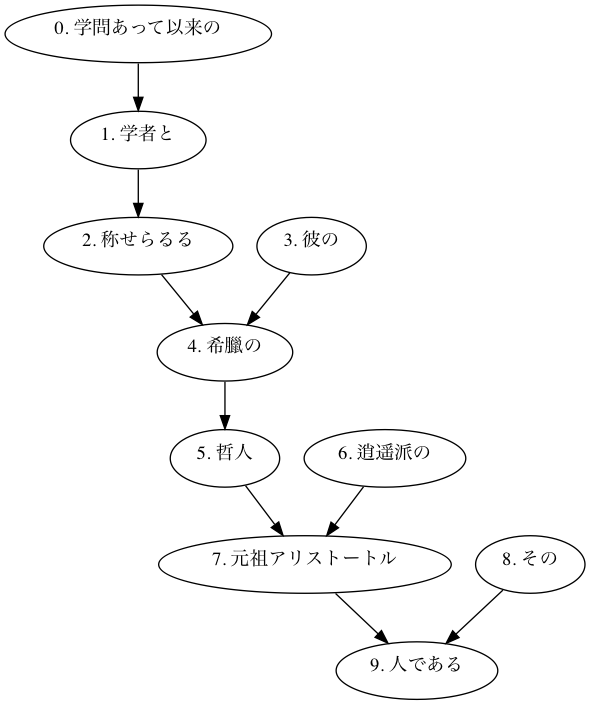 0. 学問あって以来の
1. 学者と
2. 称せらるる
3. 彼の
4. 希臘の
5. 哲人
6. 逍遥派の
7. 元祖アリストートル
8. その
9. 人である